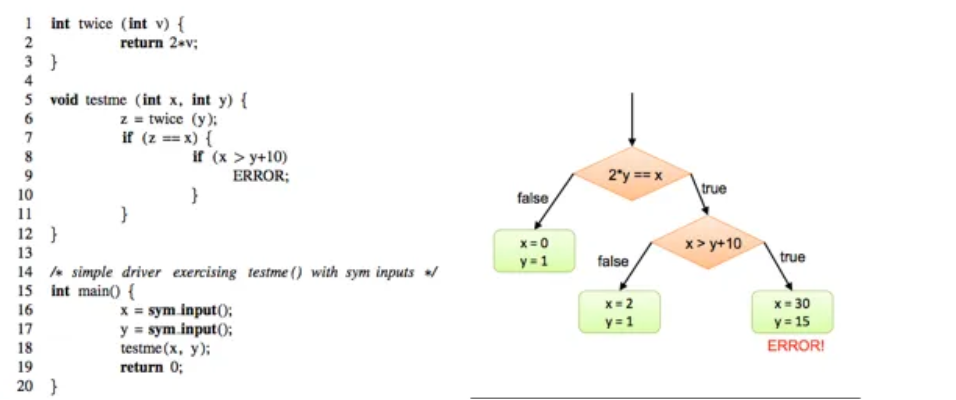 1 int twice (int v) {
2 return 2*v;
3 }
4
5 void testme (int x, int y) {
6 z = twice (y);
7 if (z == x) {
8 if (x > y+10)
9 ERROR;
10 }
11 }
12 }
13
14 /* simple driver exercising testme() with sym inputs */
15 int main() {
16 x = sym_input();
17 y = sym_input();
18 testme(x, y);
19 return 0;
20 }
2*y == x
false
true
x = 0
y = 1
x > y+10
false
true
x = 2
y = 1
x = 30
y = 15
ERROR!